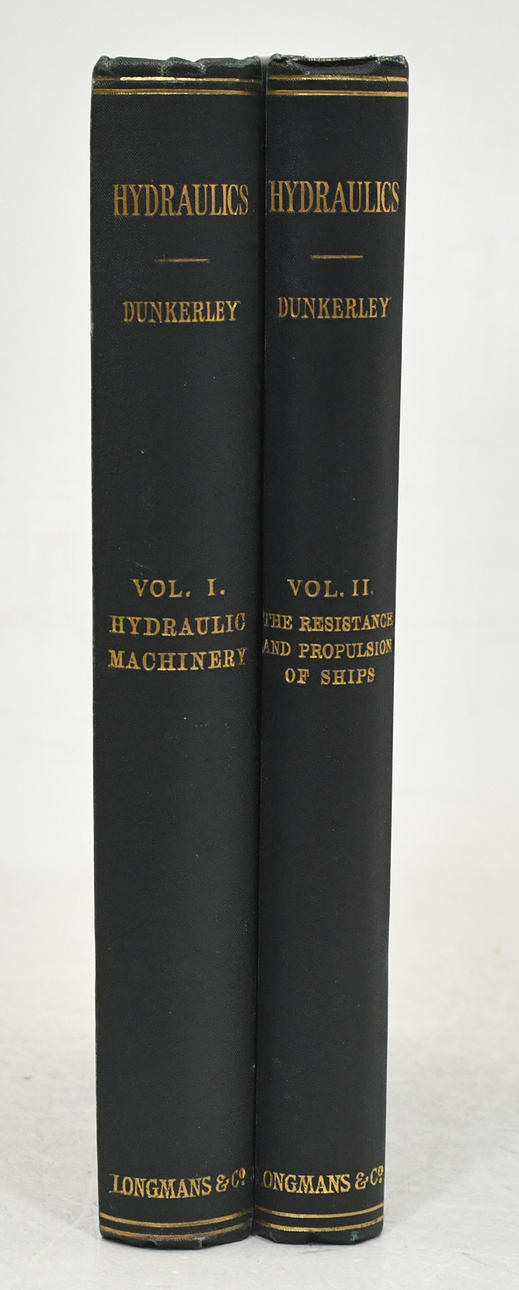 HYDRAULICS
DUNKERLEY
VOL. I.
HYDRAULIC
MACHINERY
LONGMANS & Cº
HYDRAULICS
DUNKERLEY
VOL. II.
THE RESISTANCE
AND PROPULSION
OF SHIPS
LONGMANS & Cº